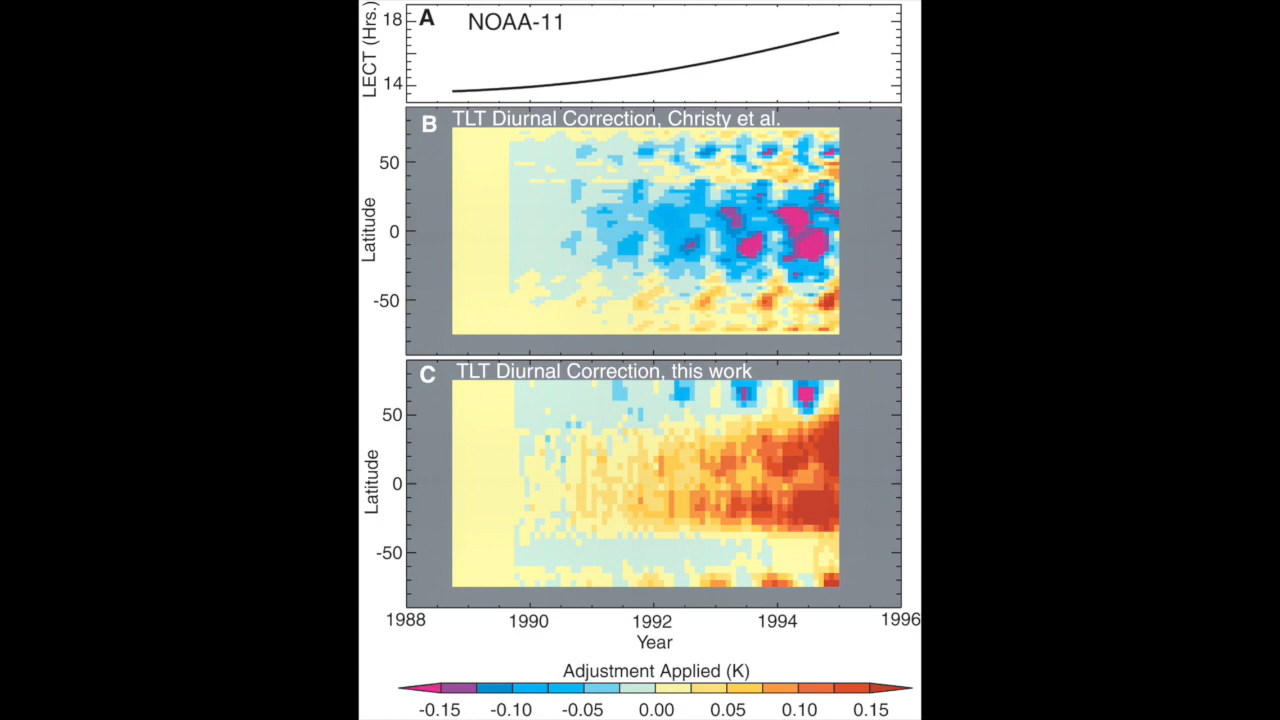 A NOAA-11
18
14
LECT (Hrs.)
B TLT Diurnal Correction, Christy et al.
50
0
-50
Latitude
C TLT Diurnal Correction, this work
50
0
-50
Latitude
1988 1990 1992 1994 1996
Year
Adjustment Applied (K)
-0.15 -0.10 -0.05 0.00 0.05 0.10 0.15